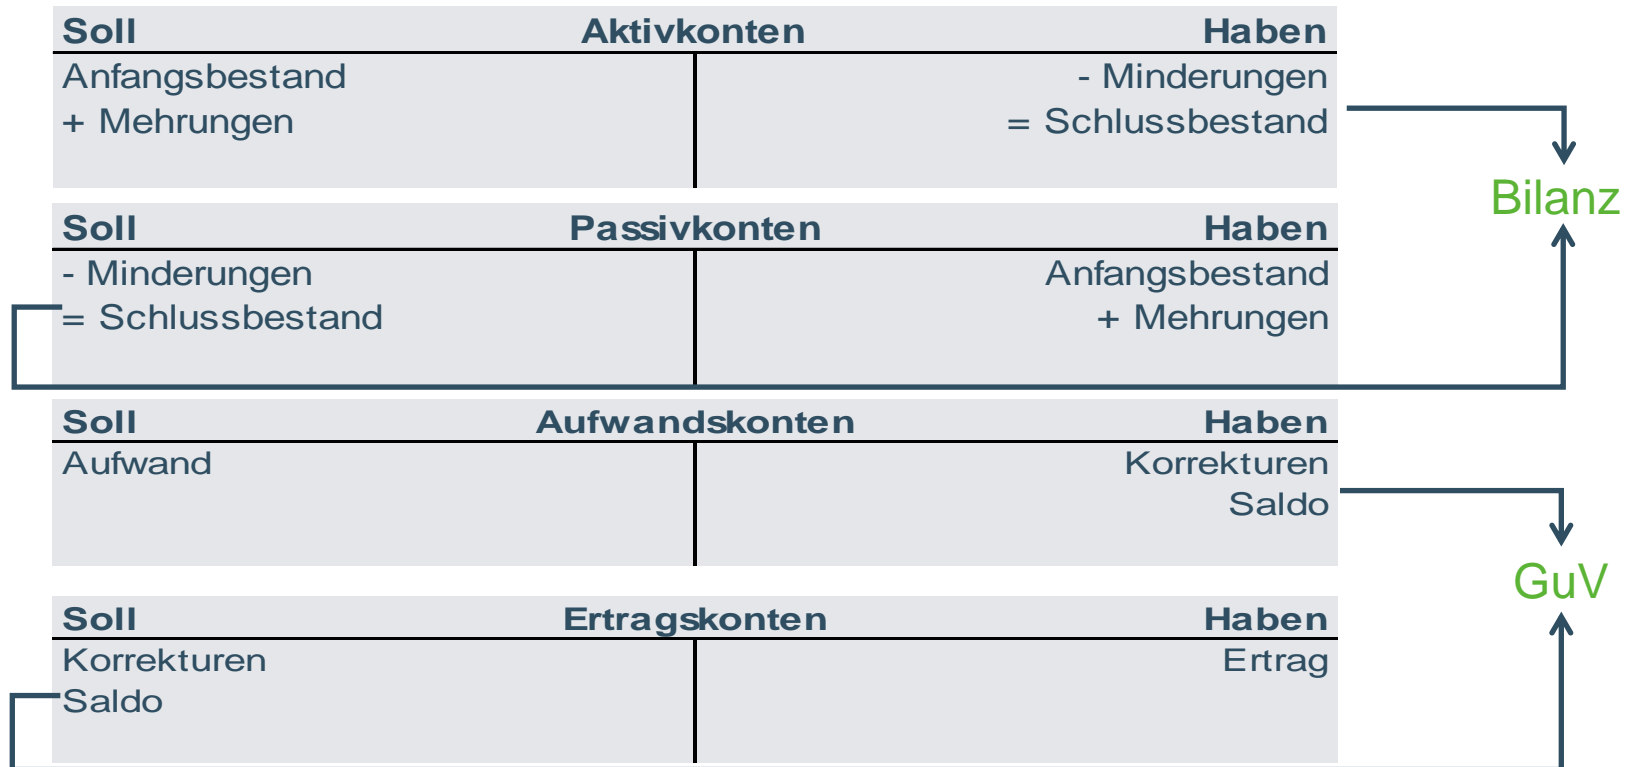 Soll Aktivkonten Haben
Anfangsbestand - Minderungen
+ Mehrungen = Schlussbestand
Bilanz
Soll Passivkonten Haben
- Minderungen Anfangsbestand
= Schlussbestand + Mehrungen
Soll Aufwandskonten Haben
Aufwand Korrekturen
Saldo
GuV
Soll Ertragskonten Haben
Korrekturen Ertrag
Saldo